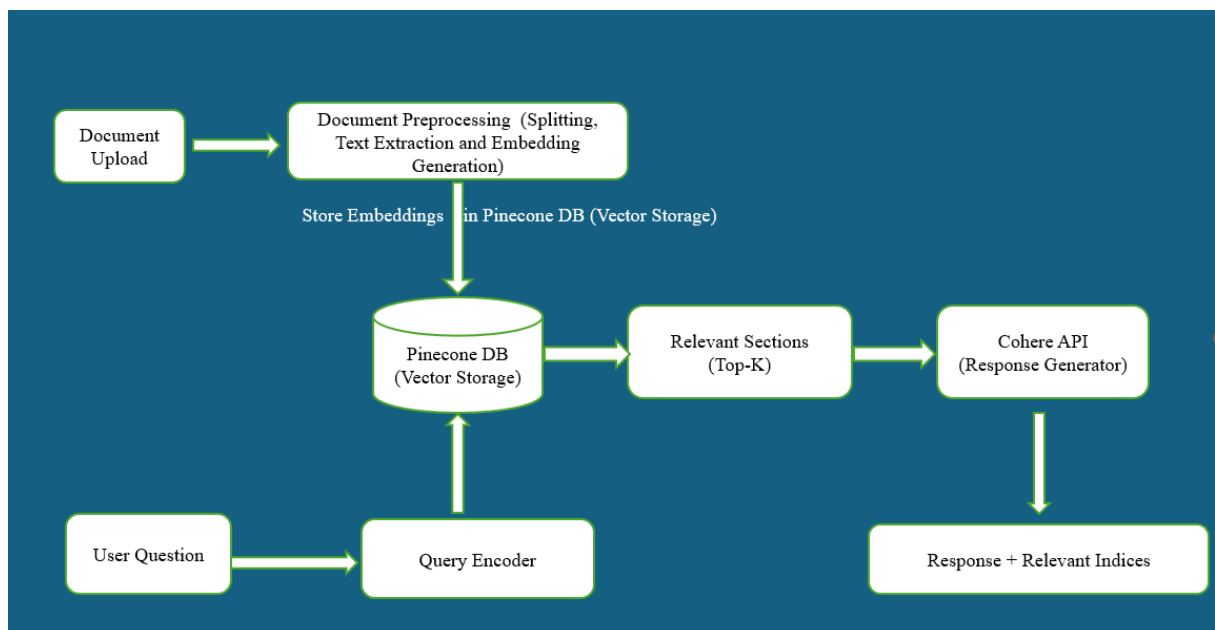 Document
Upload
Document Preprocessing (Splitting,
Text Extraction and Embedding
Generation)
Store Embeddings in Pinecone DB (Vector Storage)
Pinecone DB
(Vector Storage)
Relevant Sections
(Top-K)
Cohere API
(Response Generator)
User Question
Query Encoder
Response + Relevant Indices